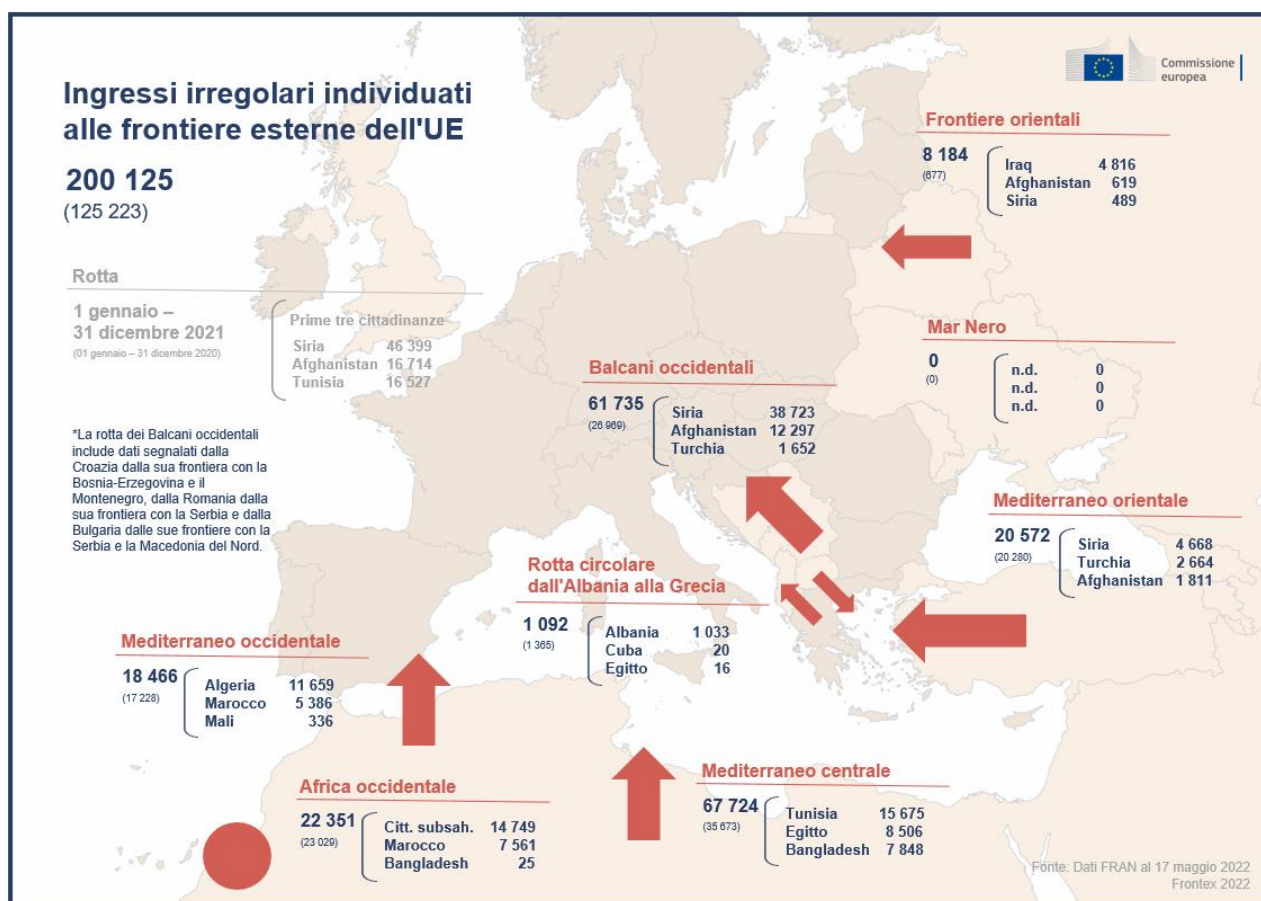 Ingressi irregolari individuati
alle frontiere esterne dell'UE
200 125
(125 223)
Commissione
europea
Rotta
1 gennaio –
31 dicembre 2021
(01 gennaio – 31 dicembre 2020)
Prime tre cittadinanze
Siria 46 399
Afghanistan 16 714
Tunisia 16 527
*La rotta dei Balcani occidentali
include dati segnalati dalla
Croazia dalla sua frontiera con la
Bosnia-Erzegovina e il
Montenegro, dalla Romania dalla
sua frontiera con la Serbia e dalla
Bulgaria dalle sue frontiere con la
Serbia e la Macedonia del Nord.
Frontiere orientali
8 184
(677)
Iraq 4 816
Afghanistan 619
Siria 489
Mar Nero
0
(0)
n.d. 0
n.d. 0
n.d. 0
Balcani occidentali
61 735
(26 969)
Siria 38 723
Afghanistan 12 297
Turchia 1 652
Mediterraneo orientale
20 572
(20 280)
Siria 4 668
Turchia 2 664
Afghanistan 1 811
Rotta circolare
dall'Albania alla Grecia
1 092
(1 365)
Albania 1 033
Cuba 20
Egitto 16
Mediterraneo occidentale
18 466
(17 228)
Algeria 11 659
Marocco 5 386
Mali 336
Africa occidentale
22 351
(23 029)
Citt. subsah. 14 749
Marocco 7 561
Bangladesh 25
Mediterraneo centrale
67 724
(35 673)
Tunisia 15 675
Egitto 8 506
Bangladesh 7 848
Fonte: Dati FRAN al 17 maggio 2022
Frontex 2022